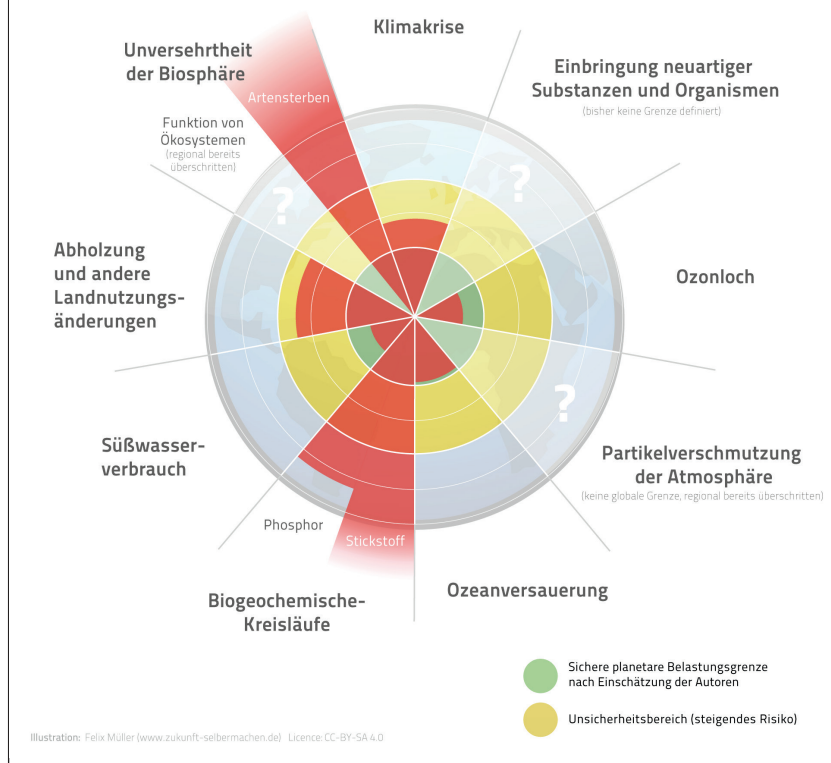 Klimakrise
Unversehrtheit
der Biosphäre
Artensterben
Funktion von
Ökosystemen
(regional bereits
überschritten)
?
Einbringung neuartiger
Substanzen und Organismen
(bisher keine Grenze definiert)
?
Abholzung
und andere
Landnutzungs-
änderungen
Ozonloch
Süßwasser-
verbrauch
?
Partikelverschmutzung
der Atmosphäre
(keine globale Grenze, regional bereits überschritten)
Phosphor
Stickstoff
Biogeochemische-
Kreisläufe
Ozeanversauerung
Sichere planetare Belastungsgrenze
nach Einschätzung der Autoren
Unsicherheitsbereich (steigendes Risiko)
Illustration: Felix Müller (www.zukunft-selbermachen.de) Licence: CC-BY-SA 4.0